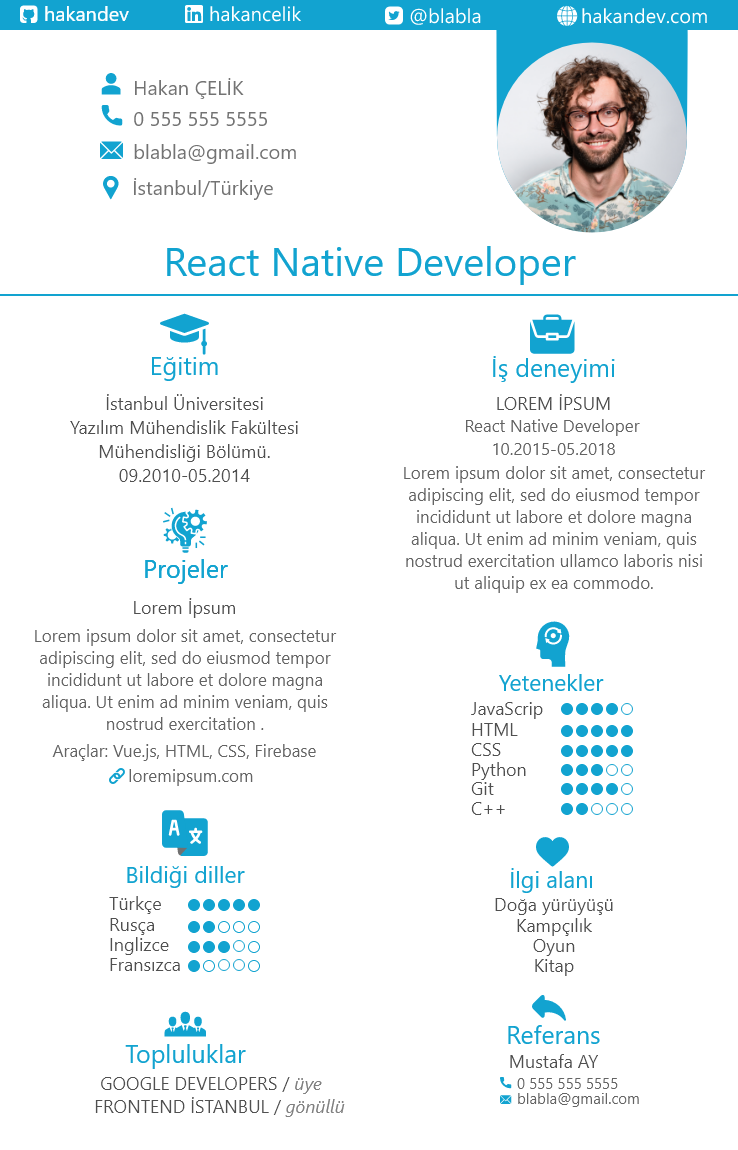 hakandev
hakancelik
@blabla
hakandev.com
Hakan ÇELİK
0 555 555 5555
blabla@gmail.com
İstanbul/Türkiye
React Native Developer
Eğitim
İstanbul Üniversitesi
Yazılım Mühendislik Fakültesi
Mühendisliği Bölümü.
09.2010-05.2014
Projeler
Lorem İpsum
Lorem ipsum dolor sit amet, consectetur
adipiscing elit, sed do eiusmod tempor
incididunt ut labore et dolore magna
aliqua. Ut enim ad minim veniam, quis
nostrud exercitation .
Araçlar: Vue.js, HTML, CSS, Firebase
loremipsum.com
A 文
Bildiği diller
Türkçe
Rusça
Inglizce
Fransızca
Topluluklar
GOOGLE DEVELOPERS / üye
FRONTEND İSTANBUL / gönüllü
İş deneyimi
LOREM İPSUM
React Native Developer
10.2015-05.2018
Lorem ipsum dolor sit amet, consectetur
adipiscing elit, sed do eiusmod tempor
incididunt ut labore et dolore magna
aliqua. Ut enim ad minim veniam, quis
nostrud exercitation ullamco laboris nisi
ut aliquip ex ea commodo.
Yetenekler
JavaScrip
HTML
CSS
Python
Git
C++
İlgi alanı
Doğa yürüyüşü
Kampçılık
Oyun
Kitap
Referans
Mustafa AY
0 555 555 5555
blabla@gmail.com